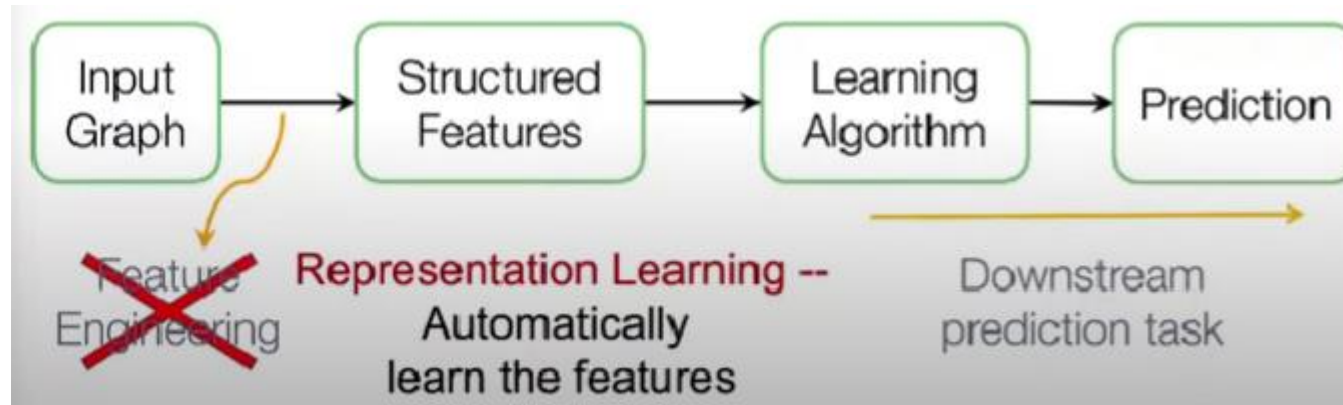 Input
Graph
Structured
Features
Learning
Algorithm
Prediction
Feature
Engineering
Representation Learning --
Automatically
learn the features
Downstream
prediction task